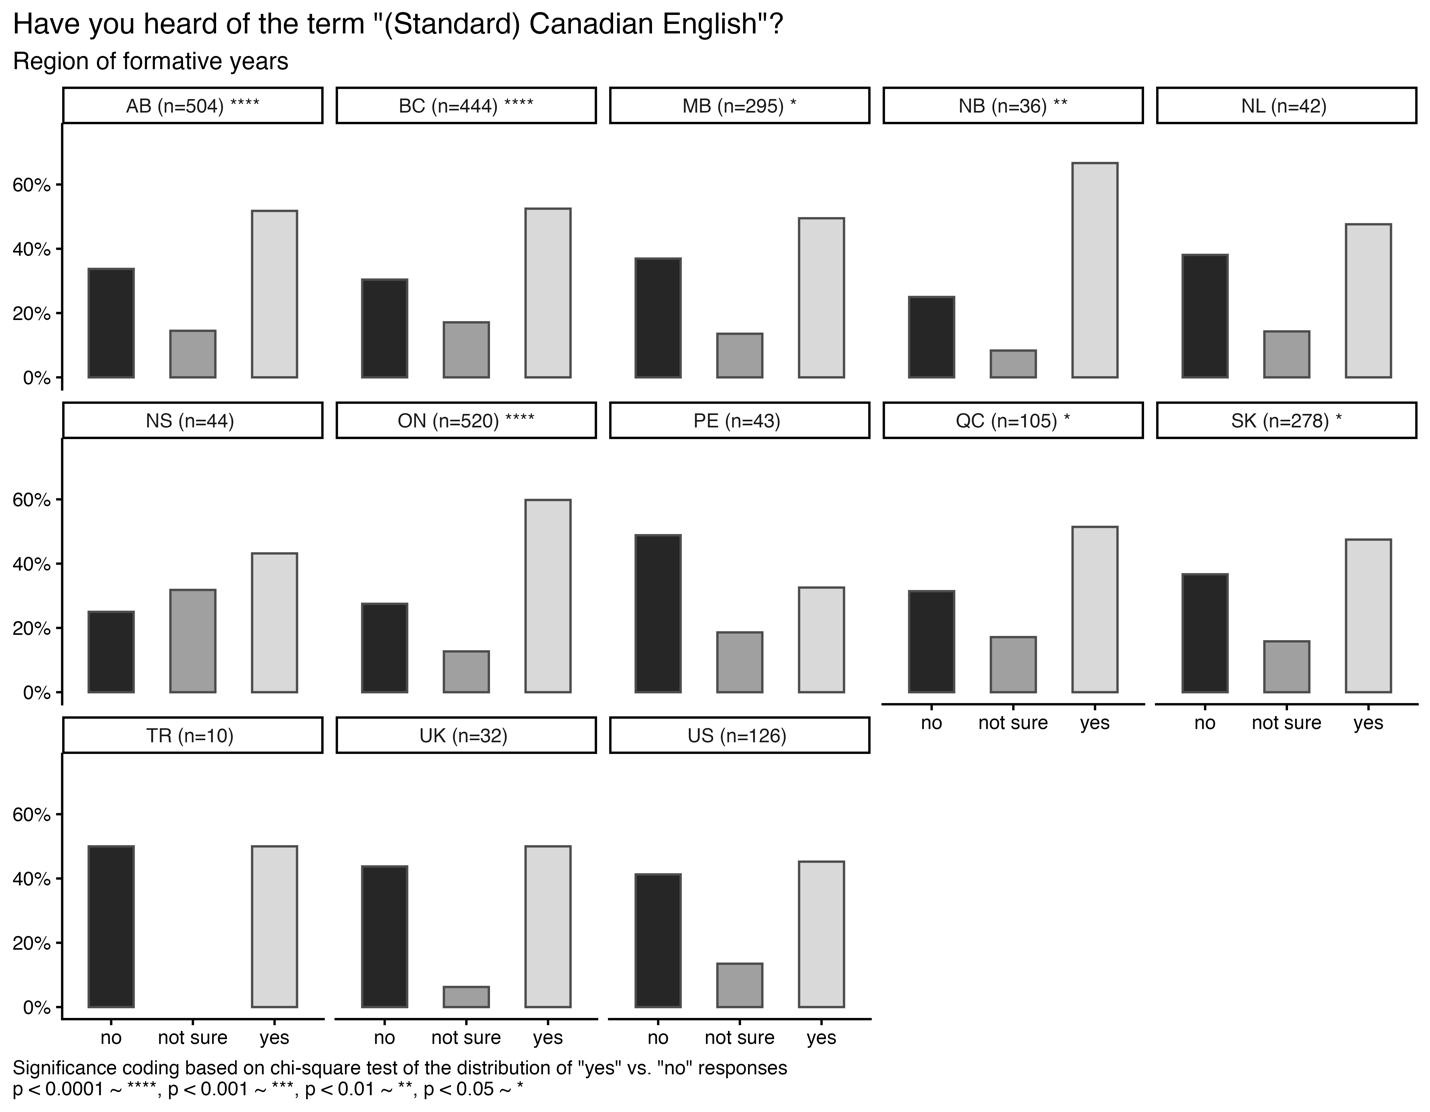 Have you heard of the term "(Standard) Canadian English"?
Region of formative years
AB (n=504) ****
BC (n=444) ****
MB (n=295) *
NB (n=36) **
NL (n=42)
60%
40%
20%
0%
NS (n=44)
ON (n=520) ****
PE (n=43)
QC (n=105) *
SK (n=278) *
60%
40%
20%
0%
no not sure yes
no not sure yes
TR (n=10)
UK (n=32)
US (n=126)
60%
40%
20%
0%
no not sure yes
no not sure yes
no not sure yes
Significance coding based on chi-square test of the distribution of "yes" vs. "no" responses
p < 0.0001 ~ ****, p < 0.001 ~ ***, p < 0.01 ~ **, p < 0.05 ~ *